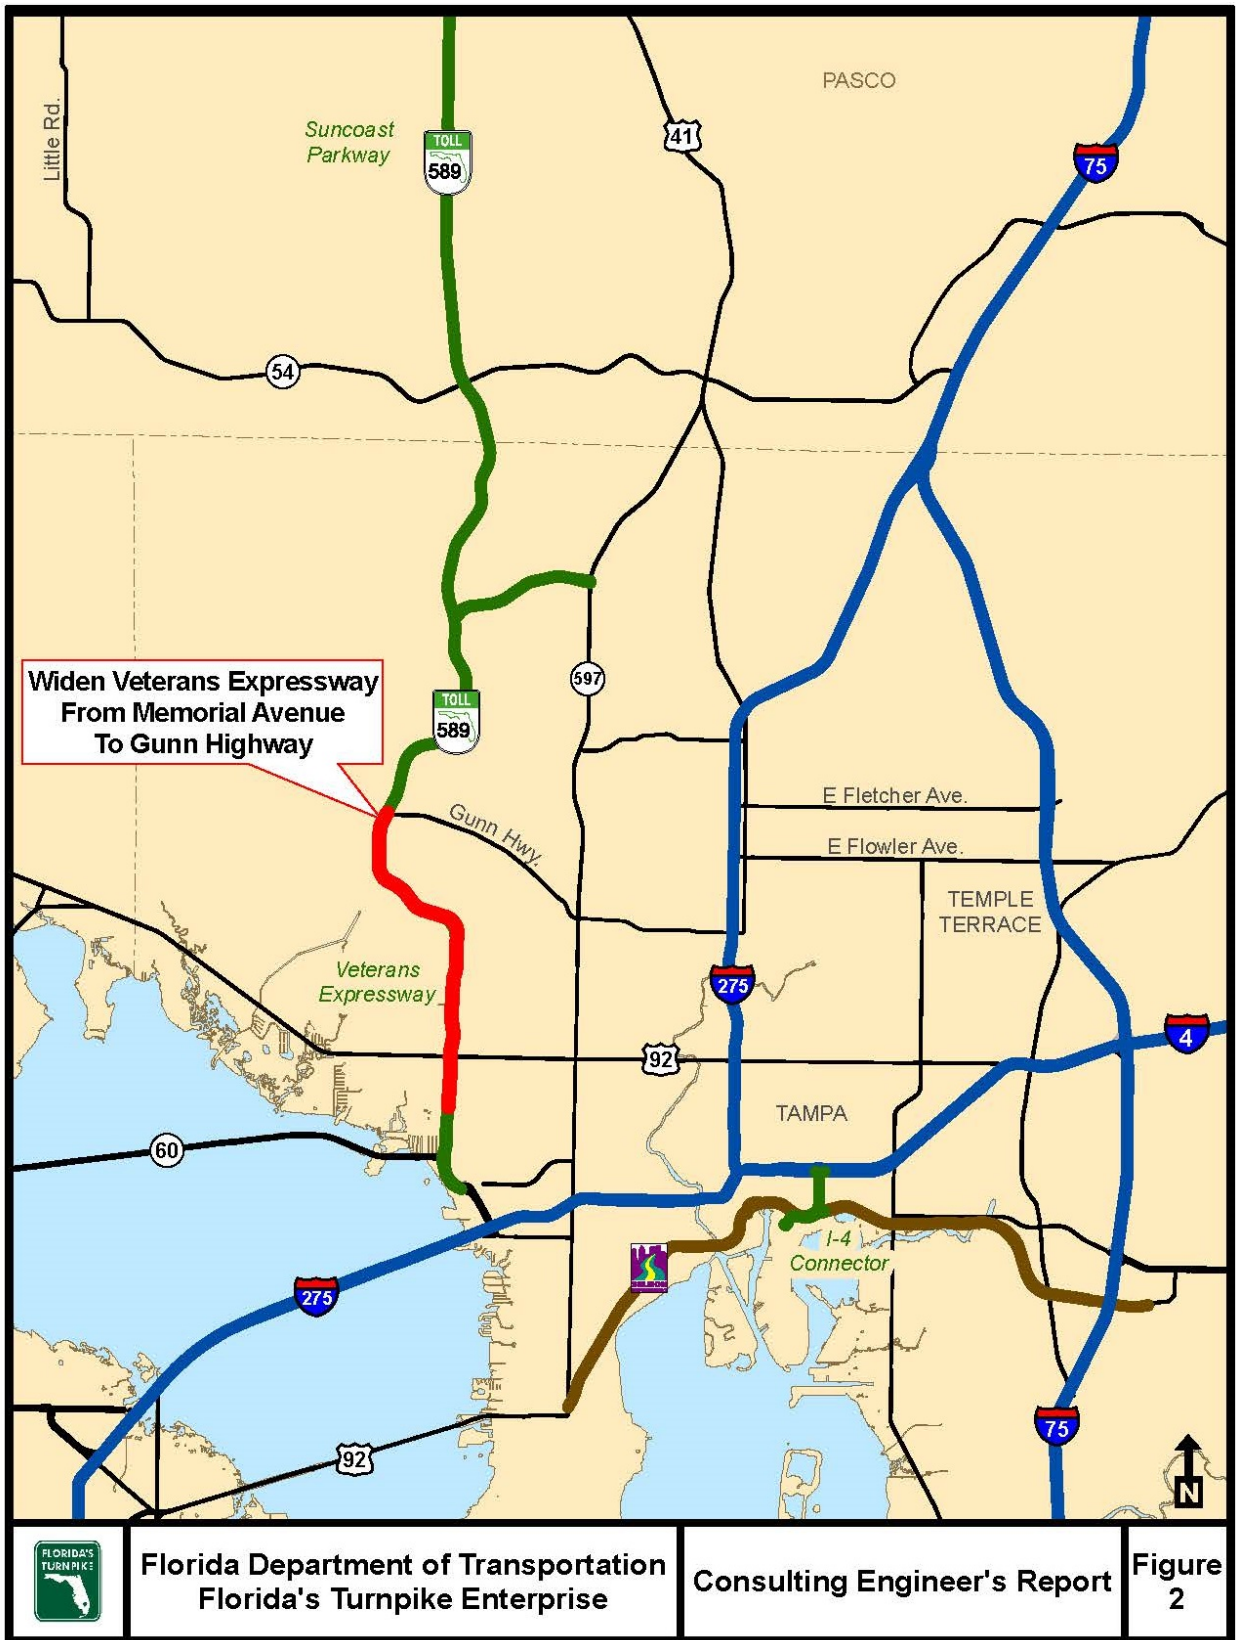 PASCO
Little Rd.
Suncoast
Parkway
TOLL
589
41
75
54
Widen Veterans Expressway
From Memorial Avenue
To Gunn Highway
597
TOLL
589
E Fletcher Ave.
Gunn Hwy.
E Flowler Ave.
TEMPLE
TERRACE
Veterans
Expressway
275
4
92
TAMPA
60
I-4
Connector
275
75
92
N
FLORIDA'S
TURNPIKE
Florida Department of Transportation
Florida's Turnpike Enterprise
Consulting Engineer's Report
Figure
2